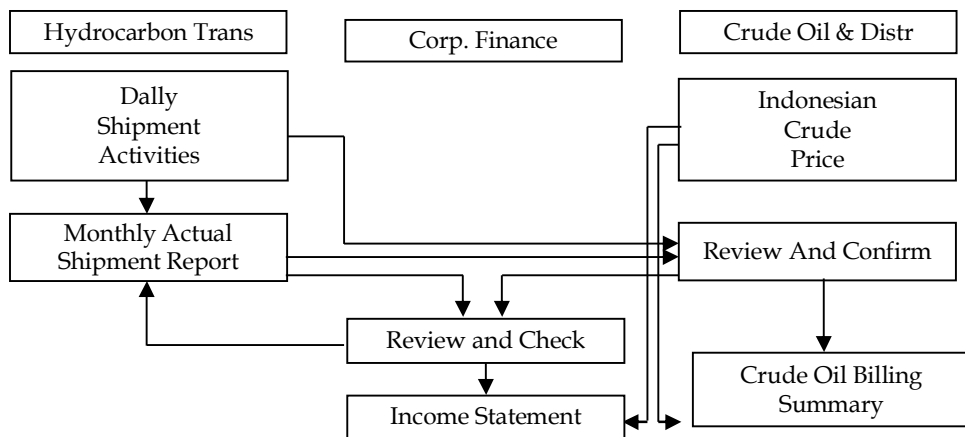 Hydrocarbon Trans
Corp. Finance
Crude Oil & Distr
Dally
Shipment
Activities
Indonesian
Crude
Price
Monthly Actual
Shipment Report
Review And Confirm
Review and Check
Crude Oil Billing
Summary
Income Statement